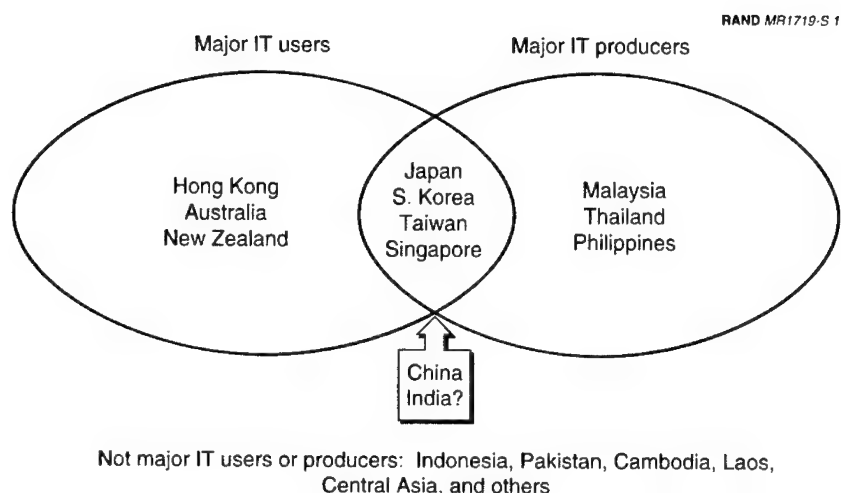 RAND MR1719-S 1
Major IT users
Major IT producers
Hong Kong
Australia
New Zealand
Japan
S. Korea
Taiwan
Singapore
Malaysia
Thailand
Philippines
China
India?
Not major IT users or producers: Indonesia, Pakistan, Cambodia, Laos,
Central Asia, and others